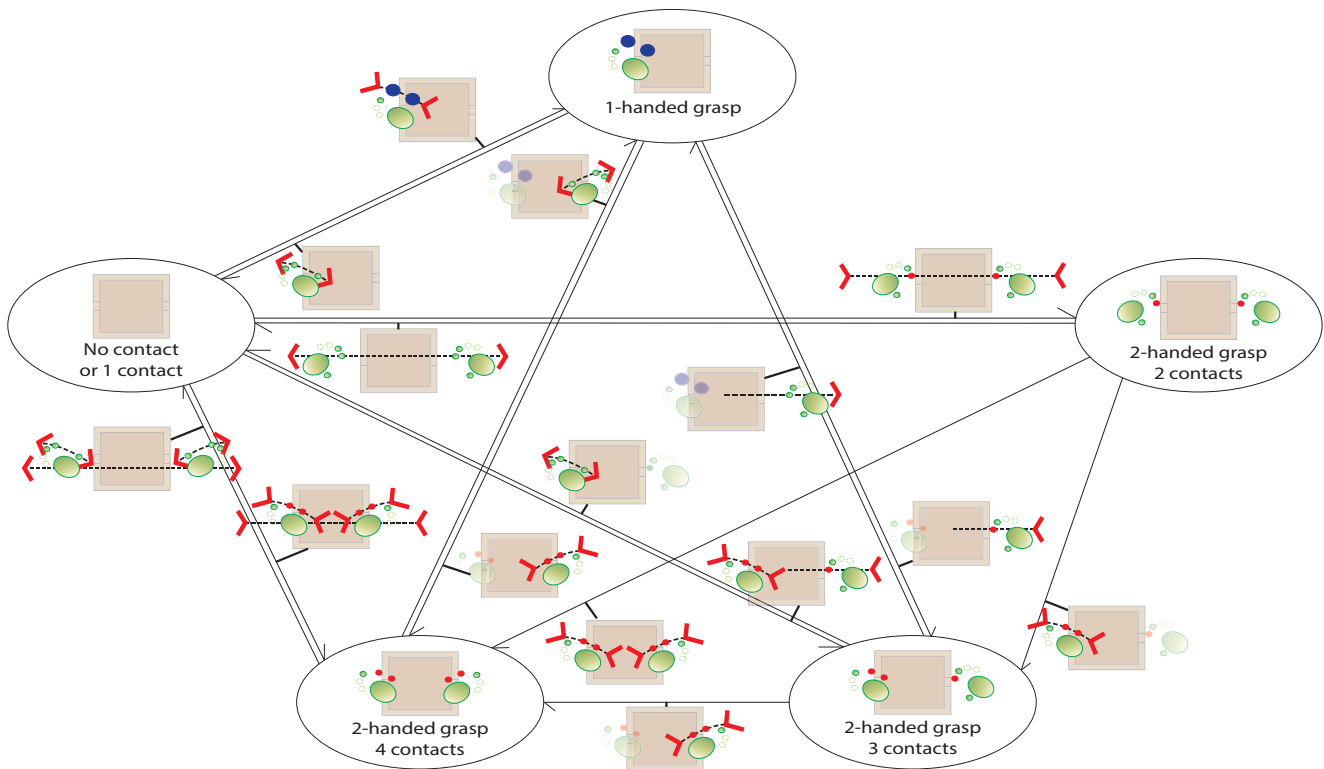 1-handed grasp
No contact
or 1 contact
2-handed grasp
2 contacts
2-handed grasp
4 contacts
2-handed grasp
3 contacts